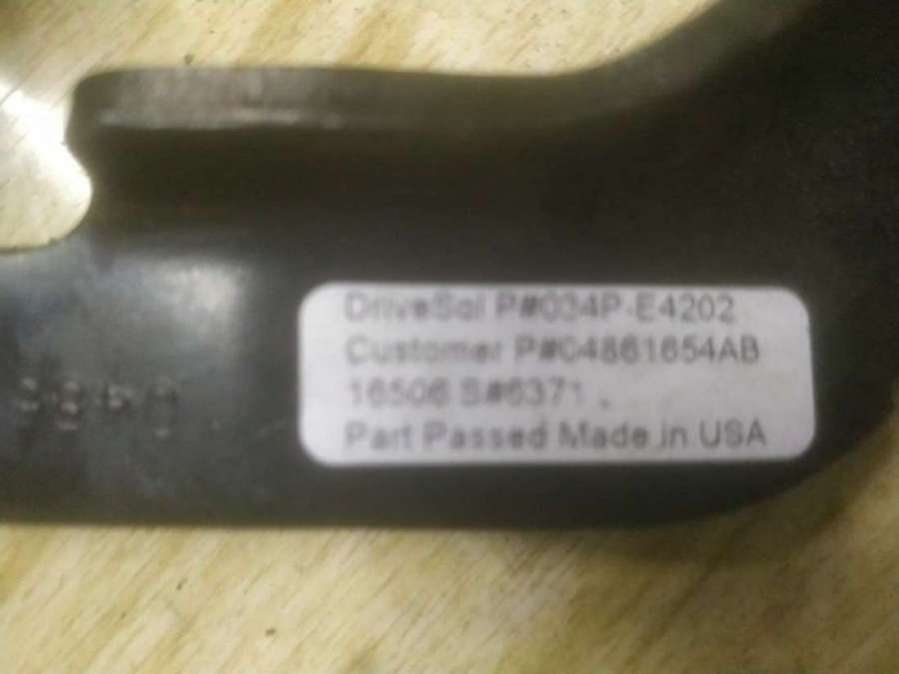 DriveSol P#034P-E4202
Customer P#04861654AB
16506 S#6371
Part Passed Made in USA